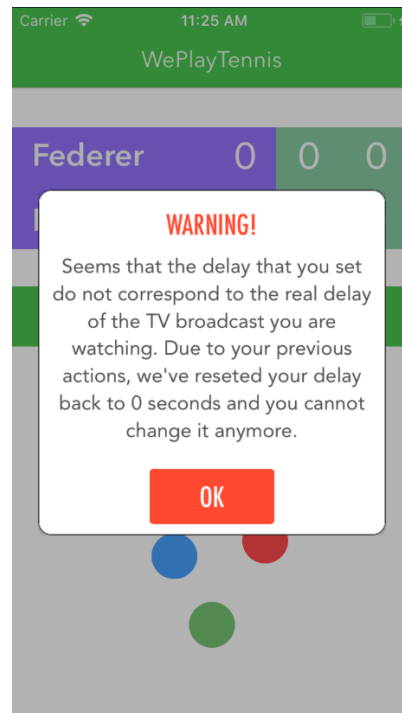 Carrier 11:25 AM
WePlayTennis
Federer 0 0 0
WARNING!
Seems that the delay that you set
do not correspond to the real delay
of the TV broadcast you are
watching. Due to your previous
actions, we've reseted your delay
back to 0 seconds and you cannot
change it anymore.
OK